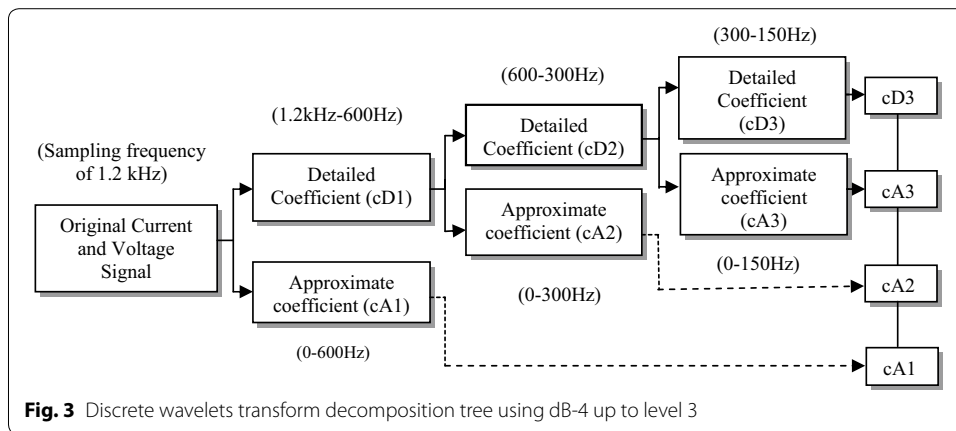 (300-150Hz)
(600-300Hz)
Detailed
Coefficient
(cD3)
cD3
(1.2kHz-600Hz)
Detailed
Coefficient (cD2)
(Sampling frequency
of 1.2 kHz)
Detailed
Coefficient (cD1)
Approximate
coefficient
(cA3)
cA3
Original Current
and Voltage
Signal
Approximate
coefficient (cA2)
(0-150Hz)
Approximate
coefficient (cA1)
(0-300Hz)
cA2
(0-600Hz)
cA1
Fig. 3 Discrete wavelets transform decomposition tree using dB-4 up to level 3